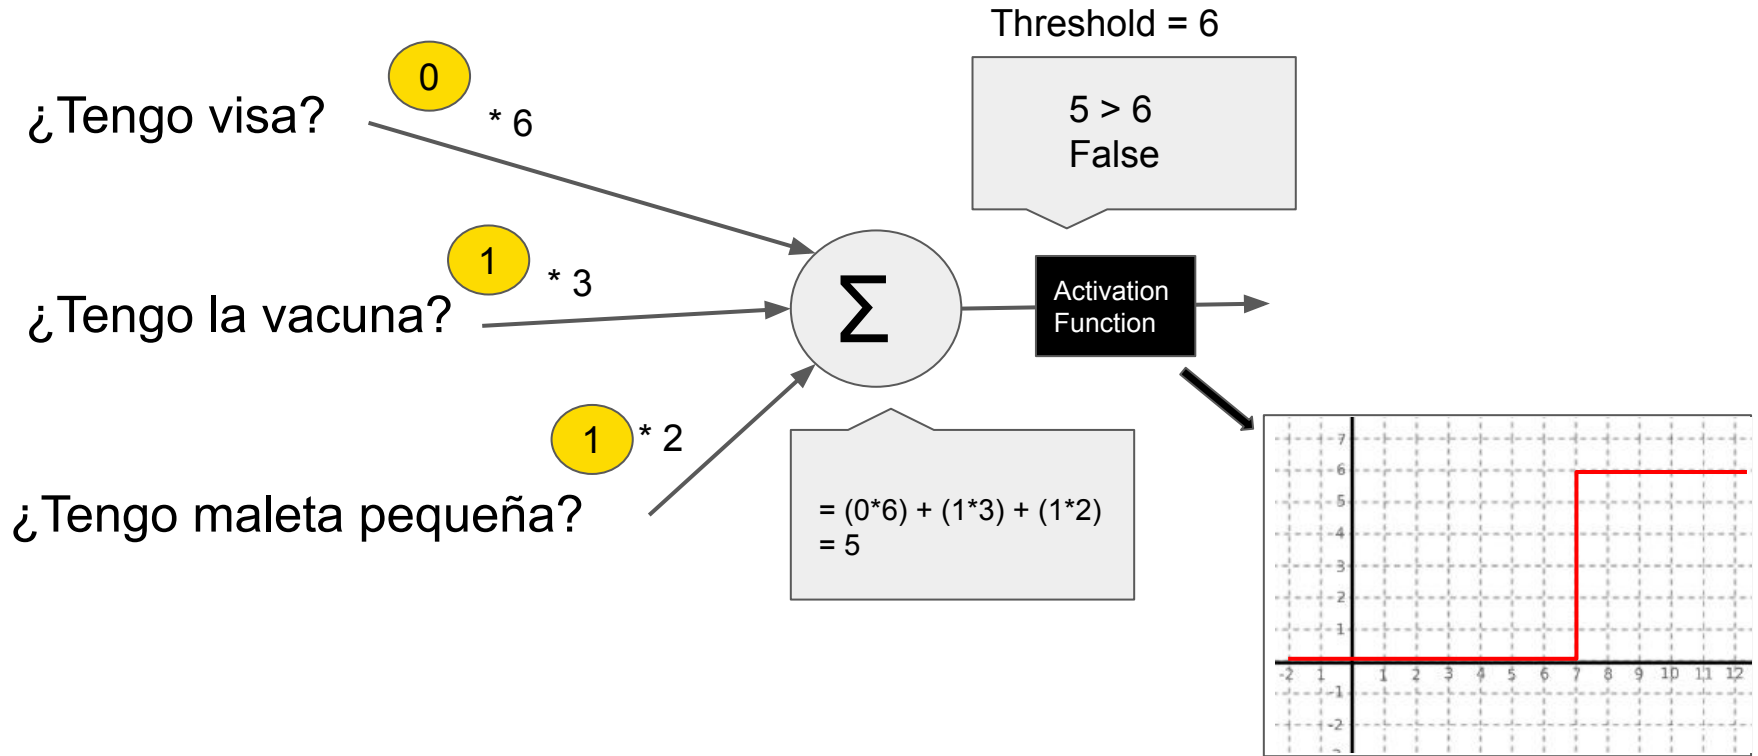 Threshold = 6
0
¿Tengo visa?
* 6
5 > 6
False
1
* 3
¿Tengo la vacuna?
Σ
Activation
Function
1
* 2
¿Tengo maleta pequeña?
= (0*6) + (1*3) + (1*2)
= 5
7
6
5
4
3
2
1
-2 1 1 2 3 4 5 6 7 8 9 10 11 12
-1
-2